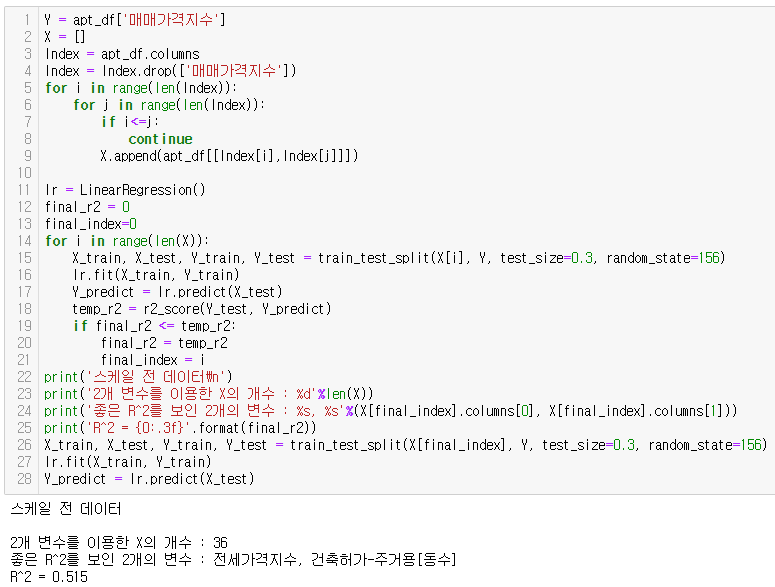 1 Y = apt_df['매매가격지수']
2 X = []
3 Index = apt_df.columns
4 Index = Index.drop(['매매가격지수'])
5 for i in range(len(Index)):
6     for j in range(len(Index)):
7         if i<=j:
8             continue
9         X.append(apt_df[[Index[i],Index[j]]])
10
11 lr = LinearRegression()
12 final_r2 = 0
13 final_index=0
14 for i in range(len(X)):
15     X_train, X_test, Y_train, Y_test = train_test_split(X[i], Y, test_size=0.3, random_state=156)
16     lr.fit(X_train, Y_train)
17     Y_predict = lr.predict(X_test)
18     temp_r2 = r2_score(Y_test, Y_predict)
19     if final_r2 <= temp_r2:
20         final_r2 = temp_r2
21         final_index = i
22 print('스케일 전 데이터₩n')
23 print('2개 변수를 이용한 X의 개수 : %d'%len(X))
24 print('좋은 R^2를 보인 2개의 변수 : %s, %s'%(X[final_index].columns[0], X[final_index].columns[1]))
25 print('R^2 = {0:.3f}'.format(final_r2))
26 X_train, X_test, Y_train, Y_test = train_test_split(X[final_index], Y, test_size=0.3, random_state=156)
27 lr.fit(X_train, Y_train)
28 Y_predict = lr.predict(X_test)
스케일 전 데이터
2개 변수를 이용한 X의 개수 : 36
좋은 R^2를 보인 2개의 변수 : 전세가격지수, 건축허가-주거용[동수]
R^2 = 0.515